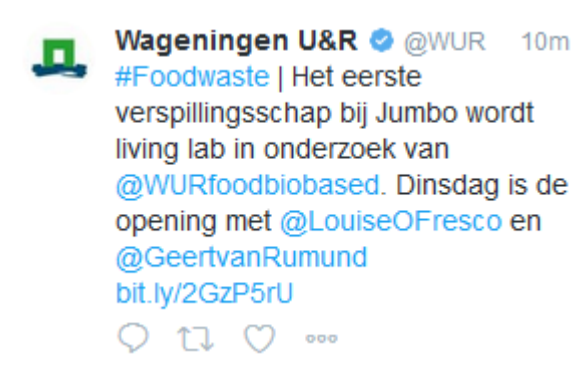 Wageningen U&R @WUR 10m
#Foodwaste | Het eerste
verspillingsschap bij Jumbo wordt
living lab in onderzoek van
@WURfoodbiobased. Dinsdag is de
opening met @LouiseOFresco en
@GeertvanRumund
bit.ly/2GzP5rU